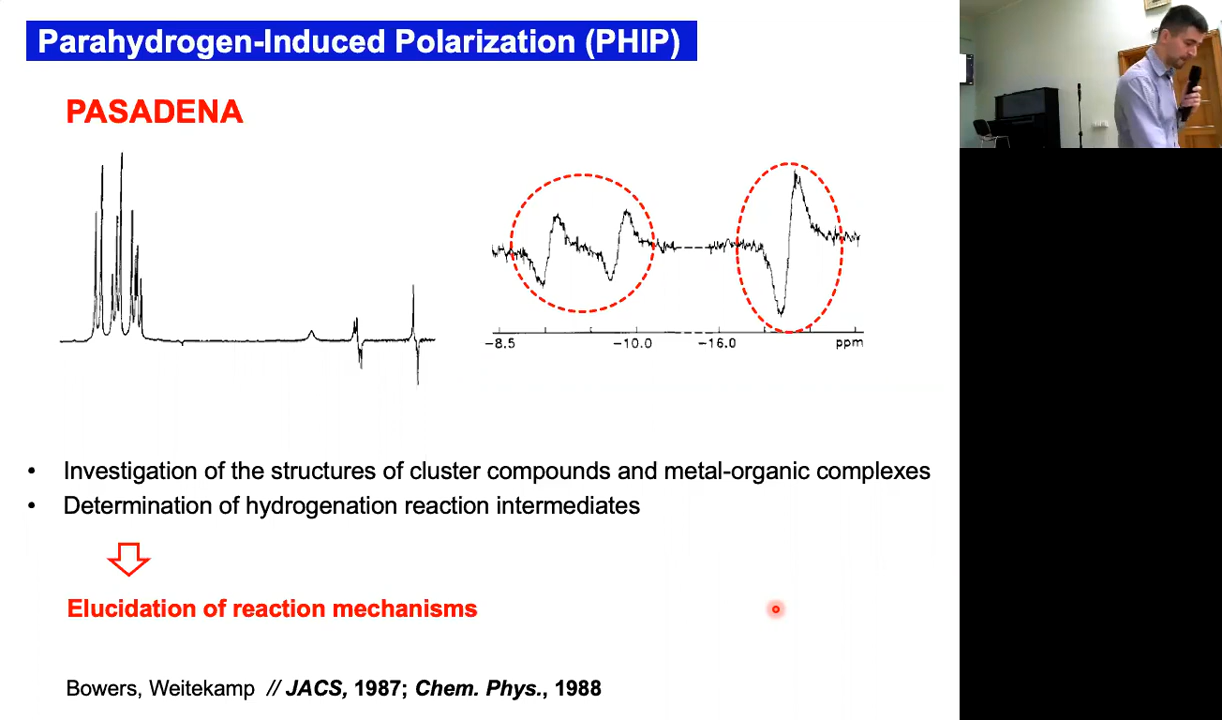 Parahydrogen-Induced Polarization (PHIP)
PASADENA
−8.5 −10.0 −16.0 ppm
• Investigation of the structures of cluster compounds and metal-organic complexes
• Determination of hydrogenation reaction intermediates
Elucidation of reaction mechanisms
Bowers, Weitekamp // JACS, 1987; Chem. Phys., 1988